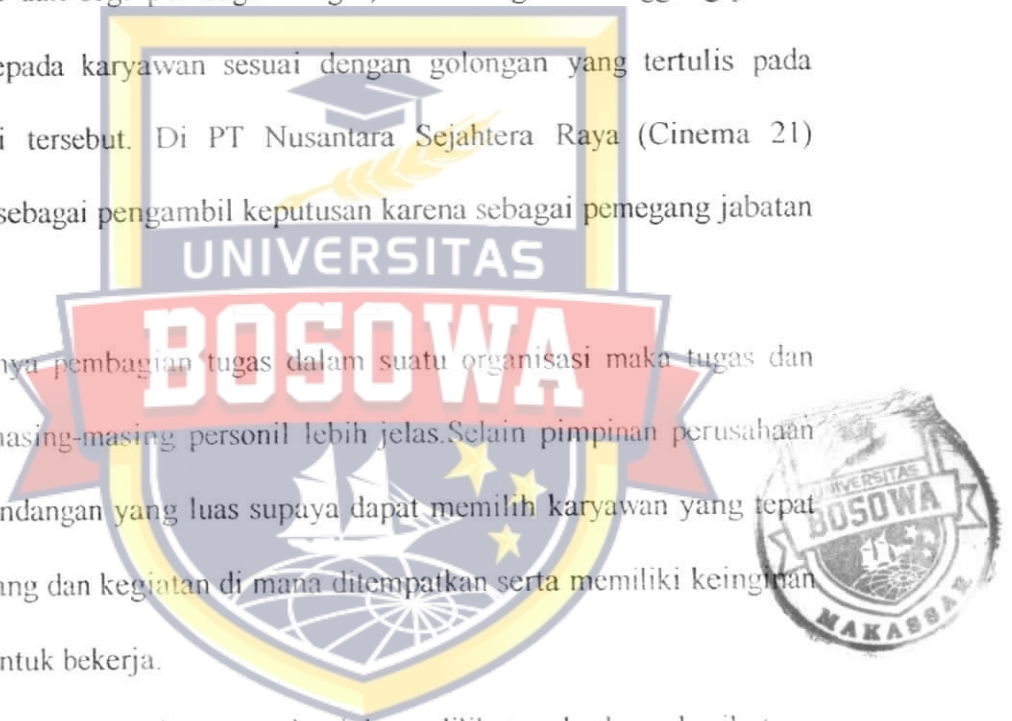 epada karyawan sesuai dengan golongan yang tertulis pada
i tersebut. Di PT Nusantara Sejahtera Raya (Cinema 21)
sebagai pengambil keputusan karena sebagai pemegang jabatan
UNIVERSITAS
BOSOWA
nya pembagian tugas dalam suatu organisasi maka tugas dan
masing-masing personil lebih jelas.Selain pimpinan perusahaan
ndangan yang luas supaya dapat memilih karyawan yang tepat
ang dan kegiatan di mana ditempatkan serta memiliki keinginan
ntuk bekerja.
UNIVERSITAS
BOSOWA
MAKASSAR